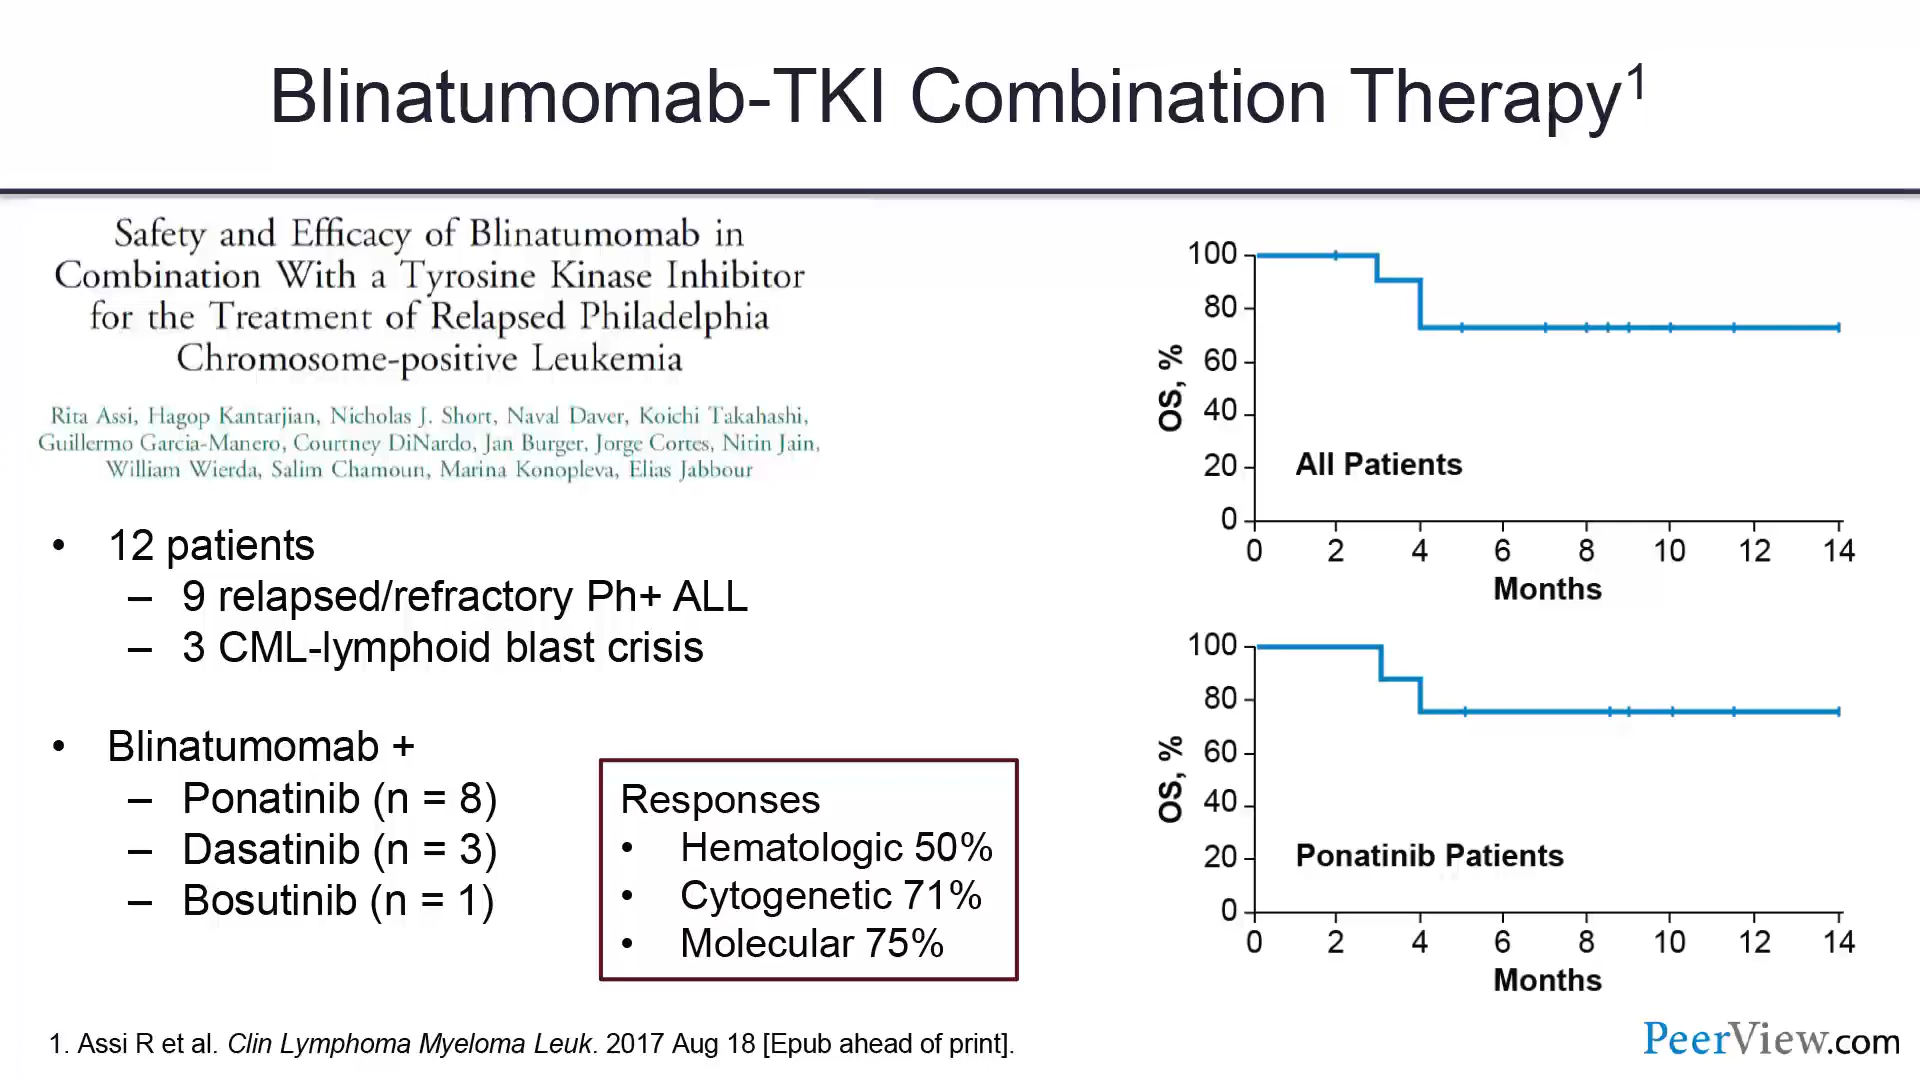 Blinatumomab-TKI Combination Therapy1
Safety and Efficacy of Blinatumomab in
Combination With a Tyrosine Kinase Inhibitor
for the Treatment of Relapsed Philadelphia
Chromosome-positive Leukemia
Rita Assi, Hagop Kantarjian, Nicholas J. Short, Naval Daver, Koichi Takahashi,
Guillermo Garcia-Manero, Courtney DiNardo, Jan Burger, Jorge Cortes, Nitin Jain,
William Wierda, Salim Chamoun, Marina Konopleva, Elias Jabbour
• 12 patients
– 9 relapsed/refractory Ph+ ALL
– 3 CML-lymphoid blast crisis
• Blinatumomab +
– Ponatinib (n = 8)
– Dasatinib (n = 3)
– Bosutinib (n = 1)
Responses
• Hematologic 50%
• Cytogenetic 71%
• Molecular 75%
100
80
60
40
20
0
OS, %
All Patients
0 2 4 6 8 10 12 14
Months
100
80
60
40
20
0
OS, %
Ponatinib Patients
0 2 4 6 8 10 12 14
Months
1. Assi R et al. Clin Lymphoma Myeloma Leuk. 2017 Aug 18 [Epub ahead of print].
PeerView.com